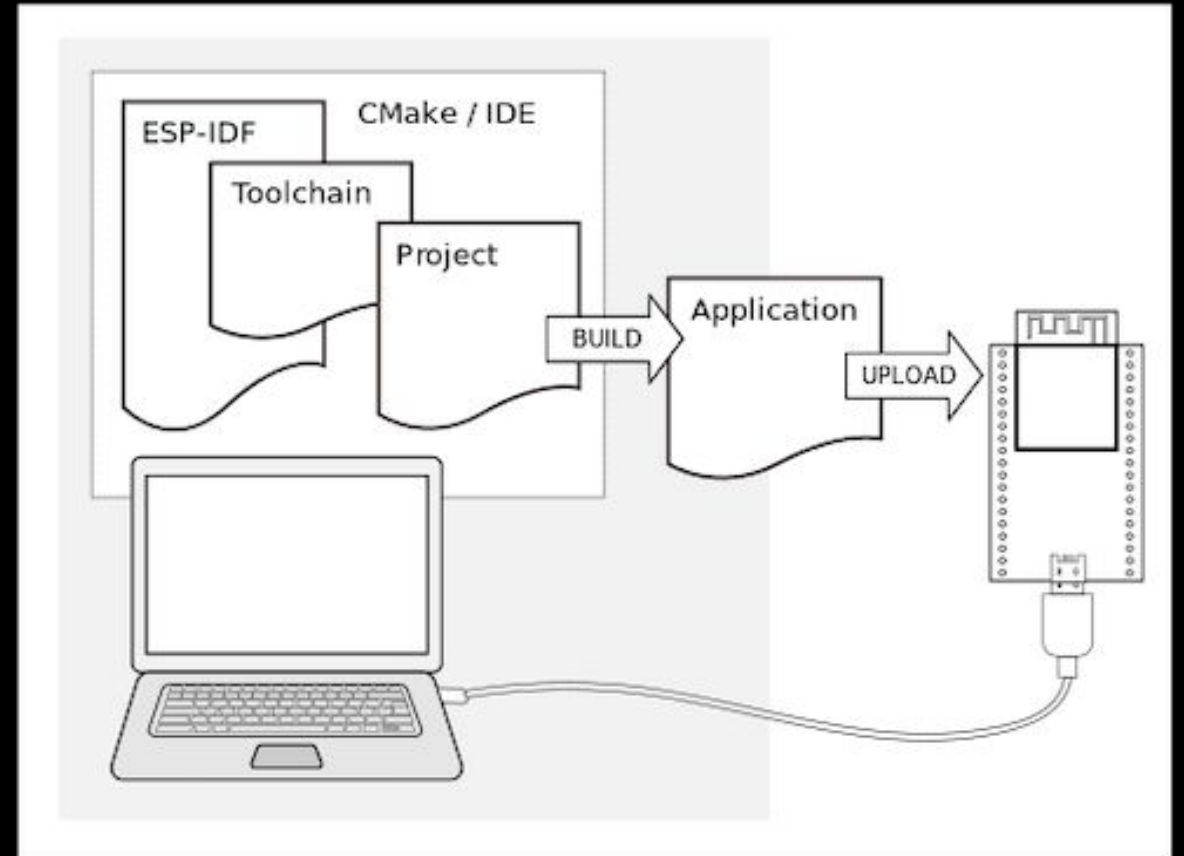 ESP-IDF
CMake / IDE
Toolchain
Project
BUILD
Application
UPLOAD